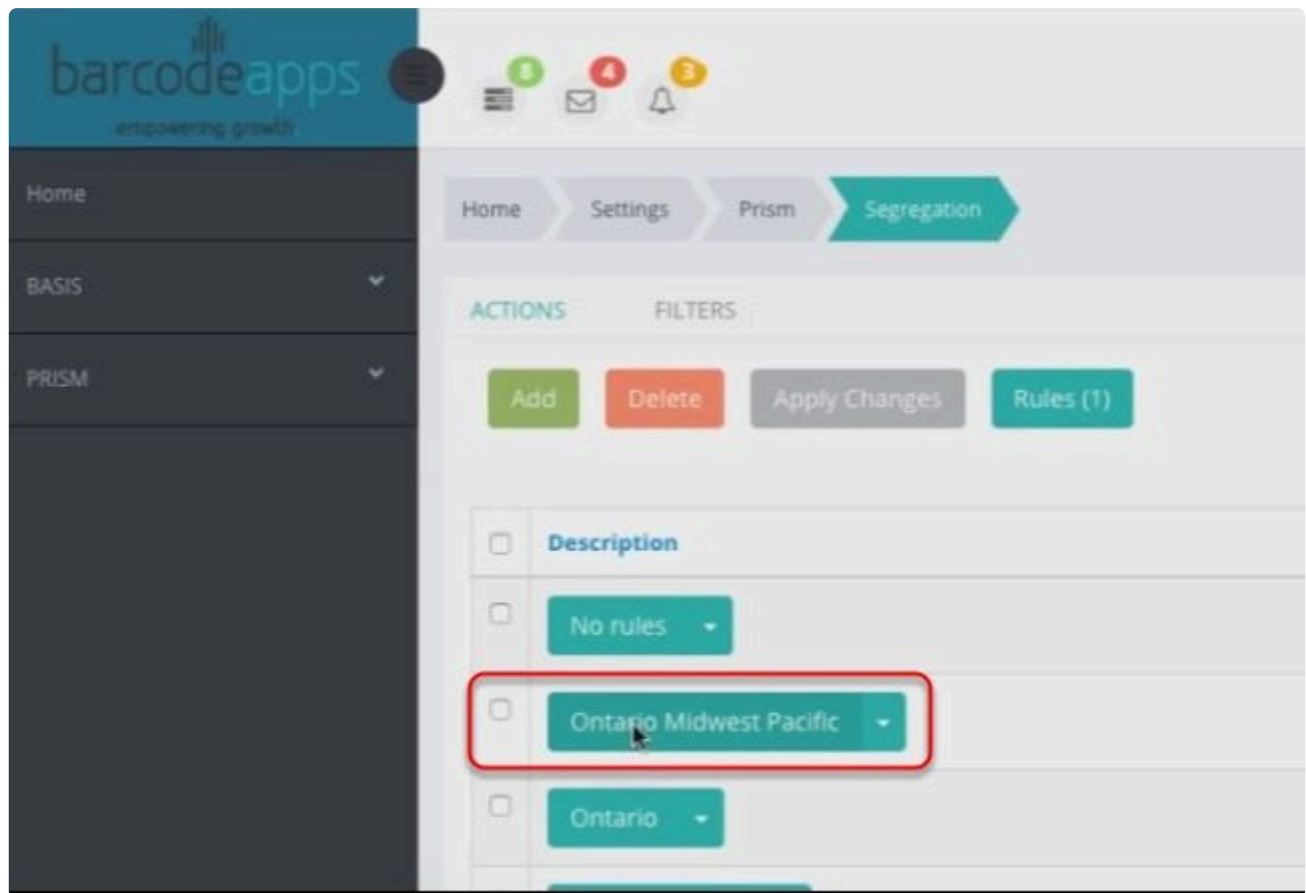 barcodeapps
empowering growth
8 4 3
Home
BASIS
PRISM
Home Settings Prism Segregation
ACTIONS FILTERS
Add Delete Apply Changes Rules (1)
Description
No rules
Ontario Midwest Pacific
Ontario